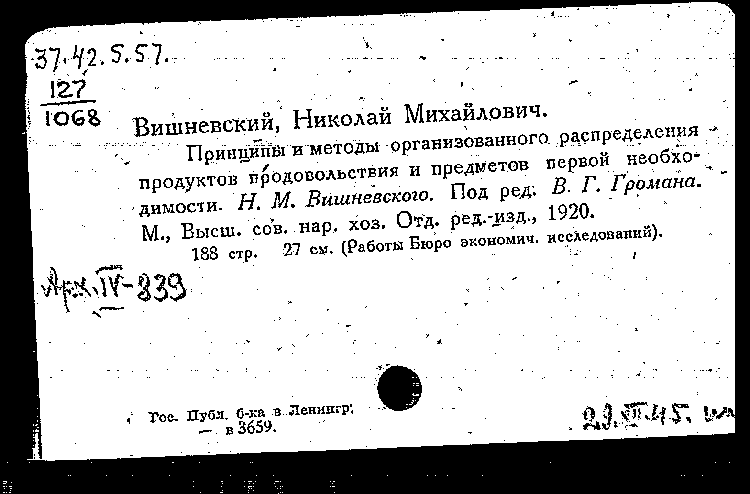 37.42.5.57.
127
1068
Вишневский, Николай Михайлович.
Принципы и методы организованного распределения
продуктов продовольствия и предметов первой необхо-
димости. Н. М. Вишневского. Под ред. В. Г. Громана.
М., Высш. сов. нар. хоз. Отд. ред.-изд., 1920.
188 стр. 27 см. (Работы Бюро экономич. исследований).
Арх. IV-839
Гос. Публ. б-ка в Ленингр.
— в 3659.